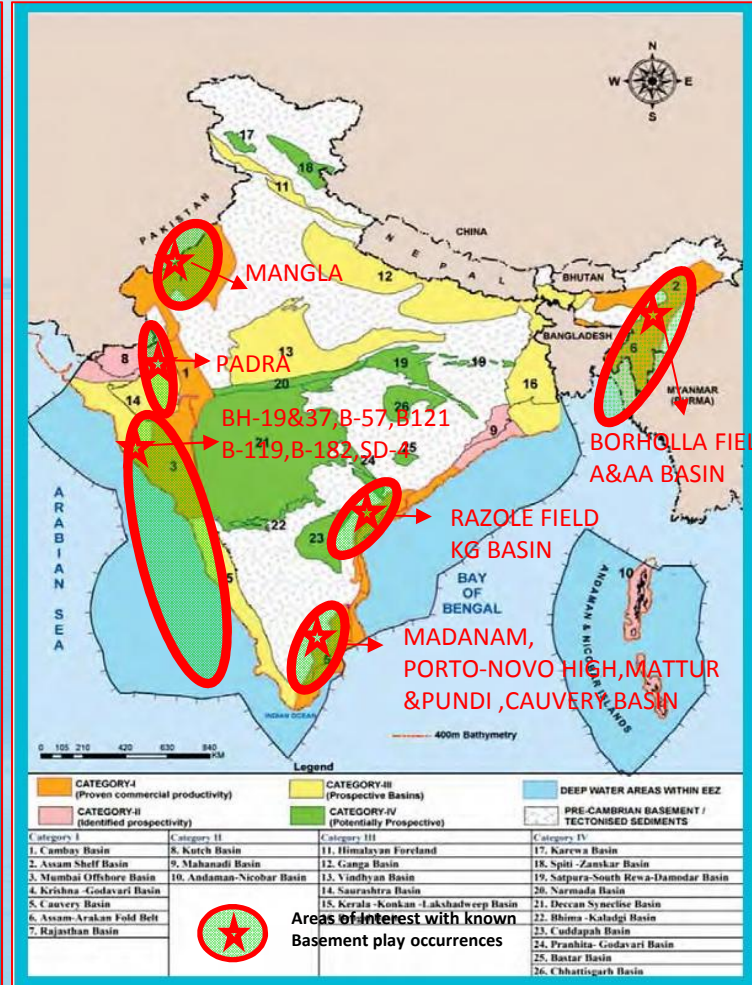 N
W
E
S
17
18
11
PAKISTAN
CHINA
NEPAL
MANGLA
12
BHUTAN
2
BANGLADESH
8
PADRA
13
1
19
19
6
20
16
MYANMAR
(BURMA)
14
26
BH-19&37,B-57,B121
B-119,B-182,SD-4
21
25
9
3
24
BORHOLLA FIEL
A&AA BASIN
ARABIAN SEA
22
23
RAZOLE FIELD
KG BASIN
10
BAY
OF
BENGAL
ANDAMAN & NICOBAR ISLANDS
MADANAM,
PORTO-NOVO HIGH,MATTUR
&PUNDI ,CAUVERY BASIN
5
INDIAN OCEAN
400m Bathymetry
0 105 210 420 630 840
KM
Legend
CATEGORY-I
(Proven commercial productivity)
CATEGORY-III
(Prospective Basins)
DEEP WATER AREAS WITHIN EEZ
CATEGORY-II
(Identified prospectivity)
CATEGORY-IV
(Potentially Prospective)
PRE-CAMBRIAN BASEMENT /
TECTONISED SEDIMENTS
Category I
1. Cambay Basin
2. Assam Shelf Basin
3. Mumbai Offshore Basin
4. Krishna -Godavari Basin
5. Cauvery Basin
6. Assam-Arakan Fold Belt
7. Rajasthan Basin
Category II
8. Kutch Basin
9. Mahanadi Basin
10. Andaman-Nicobar Basin
Category III
11. Himalayan Foreland
12. Ganga Basin
13. Vindhyan Basin
14. Saurashtra Basin
15. Kerala -Konkan -Lakshadweep Basin
Category IV
17. Karewa Basin
18. Spiti -Zanskar Basin
19. Satpura-South Rewa-Damodar Basin
20. Narmada Basin
21. Deccan Syneclise Basin
22. Bhima -Kaladgi Basin
23. Cuddapah Basin
24. Pranhita- Godavari Basin
25. Bastar Basin
26. Chhattisgarh Basin
Areas of Interest with known
Basement play occurrences